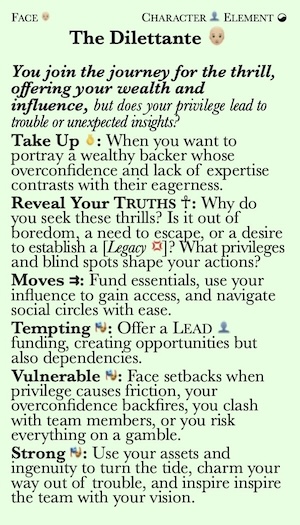 FACE 👶🏼 CHARACTER 👤 ELEMENT ☯
The Dilettante 👶🏼
You join the journey for the thrill,
offering your wealth and
influence, but does your privilege lead to
trouble or unexpected insights?
Take Up 👌: When you want to
portray a wealthy backer whose
overconfidence and lack of expertise
contrasts with their eagerness.
Reveal Your TRUTHS ☥: Why do
you seek these thrills? Is it out of
boredom, a need to escape, or a desire
to establish a [Legacy 💢]? What privileges
and blind spots shape your actions?
Moves ⇉: Fund essentials, use your
influence to gain access, and navigate
social circles with ease.
Tempting 🎭: Offer a LEAD 👤
funding, creating opportunities but
also dependencies.
Vulnerable 🎭: Face setbacks when
privilege causes friction, your
overconfidence backfires, you clash
with team members, or you risk
everything on a gamble.
Strong 🎭: Use your assets and
ingenuity to turn the tide, charm your
way out of trouble, and inspire inspire
the team with your vision.